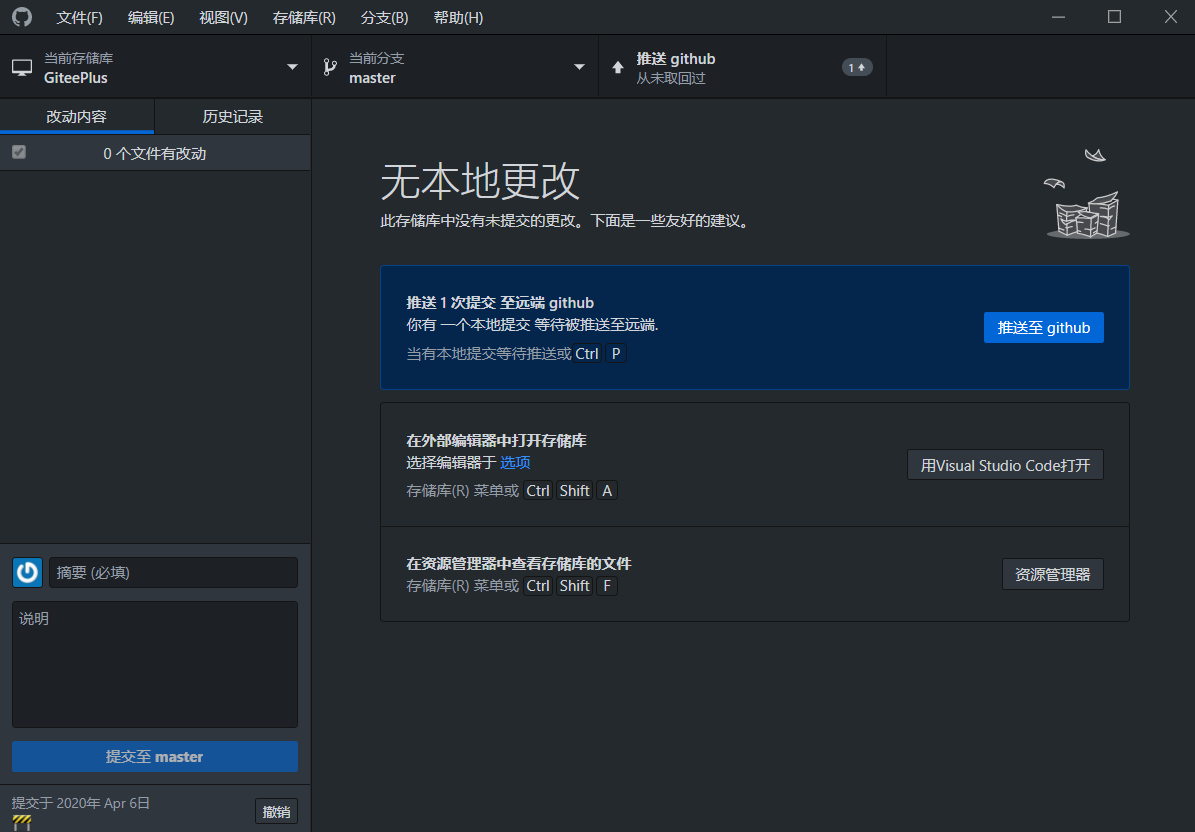 文件(F) 编辑(E) 视图(V) 存储库(R) 分支(B) 帮助(H)
当前存储库
GiteePlus
当前分支
master
推送 github
从未取回过
1
改动内容
历史记录
0 个文件有改动
无本地更改
此存储库中没有未提交的更改。下面是一些友好的建议。
推送 1 次提交 至远端 github
你有 一个本地提交 等待被推送至远端.
当有本地提交等待推送或 Ctrl P
推送至 github
在外部编辑器中打开存储库
选择编辑器于 选项
存储库(R) 菜单或 Ctrl Shift A
用Visual Studio Code打开
在资源管理器中查看存储库的文件
存储库(R) 菜单或 Ctrl Shift F
资源管理器
摘要 (必填)
说明
提交至 master
提交于 2020年 Apr 6日
撤销